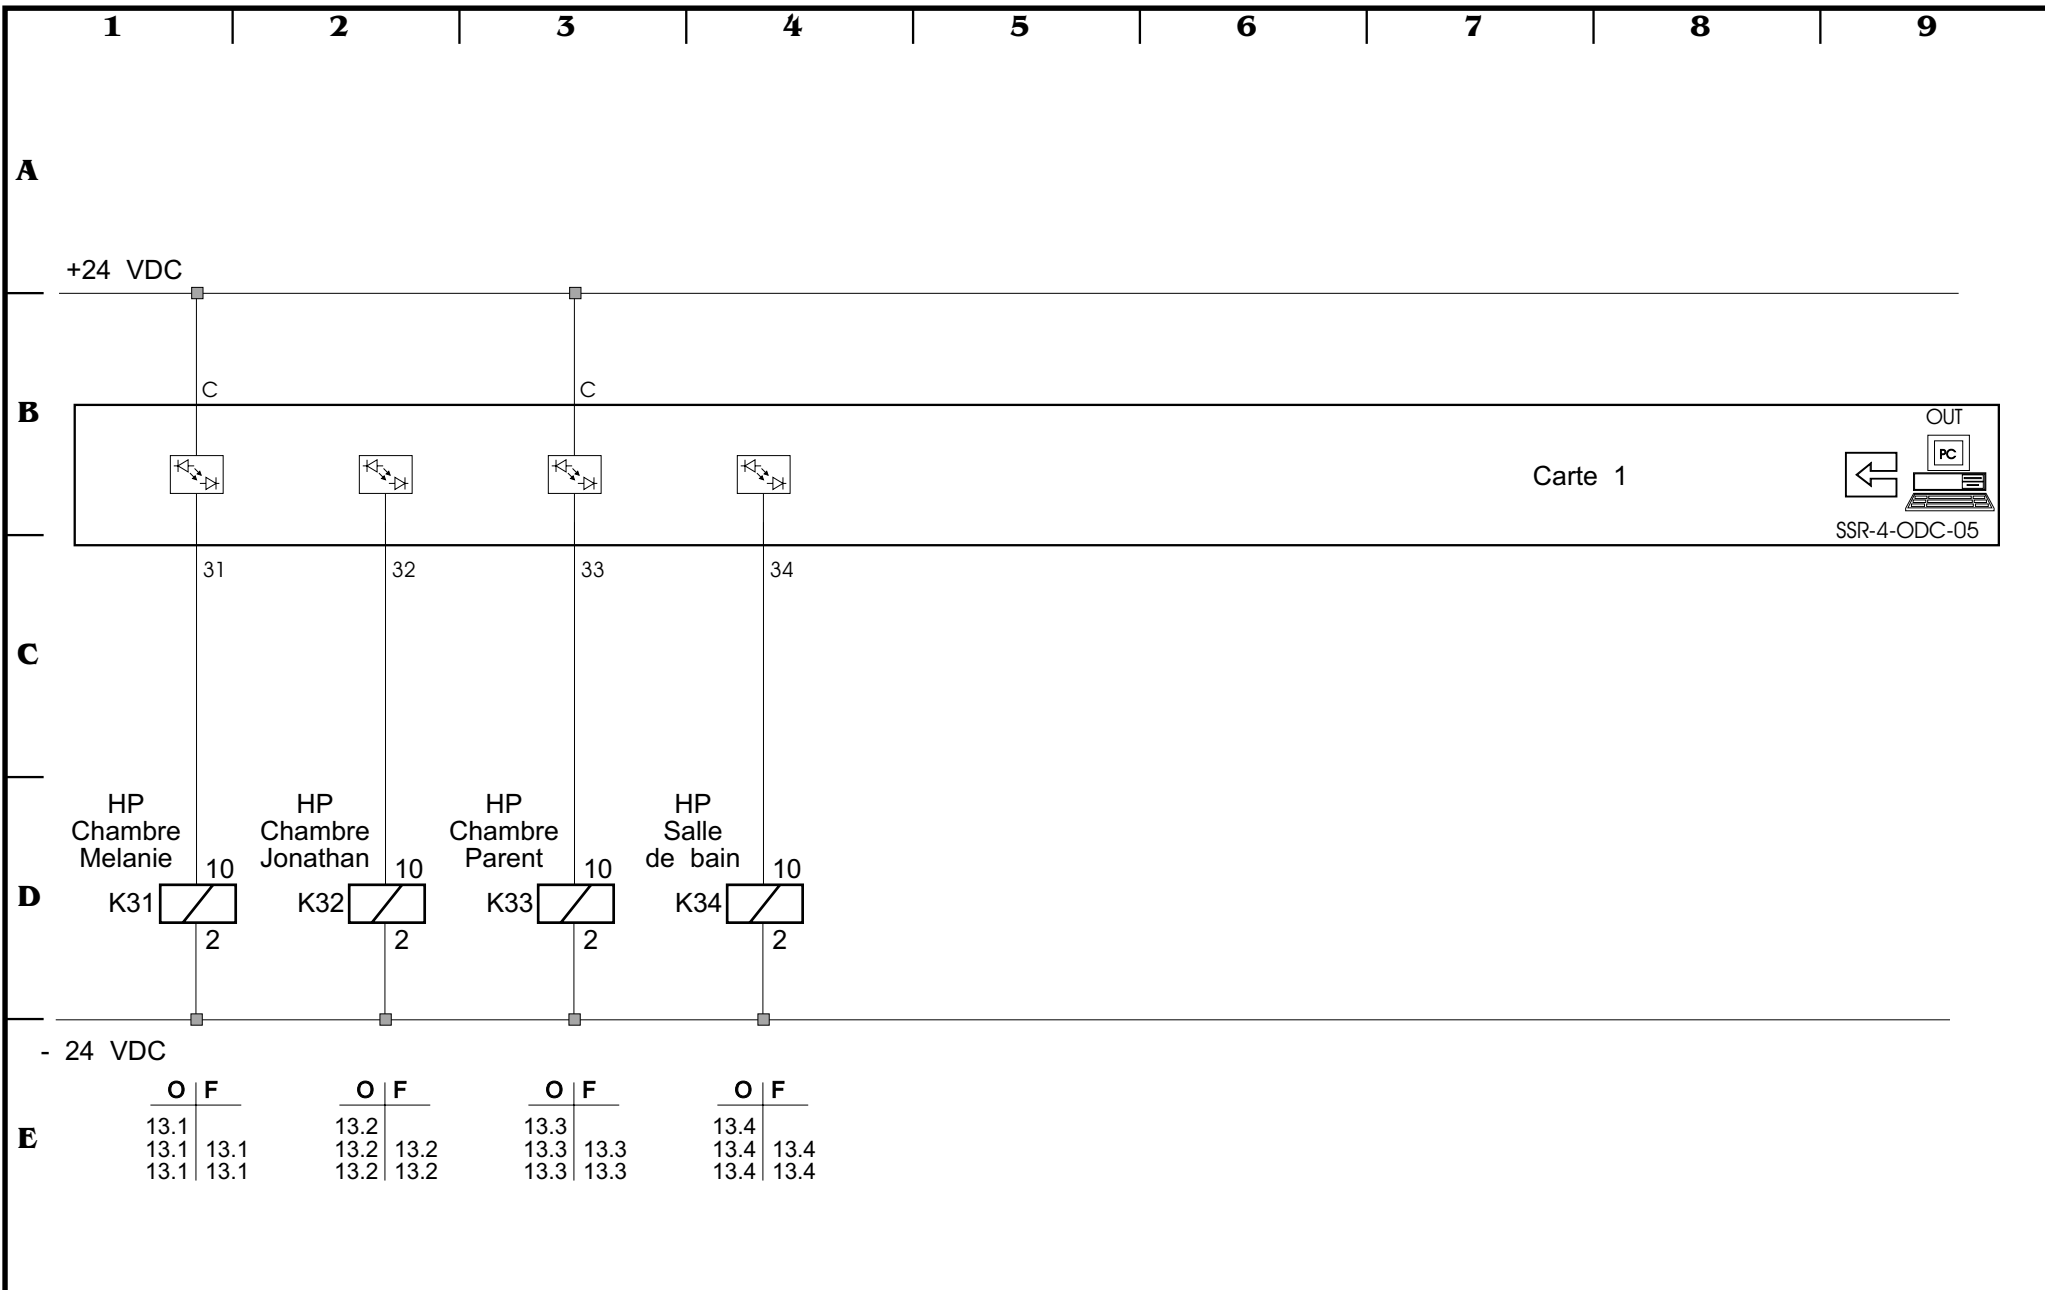 1 2 3 4 5 6 7 8 9
A
+24 VDC
C C
B
OUT
PC
Carte 1
SSR-4-ODC-05
31 32 33 34
C
HP
Chambre
Melanie
HP
Chambre
Jonathan
HP
Chambre
Parent
HP
Salle
de bain
10 10 10 10
D
K31 K32 K33 K34
2 2 2 2
- 24 VDC
E
O F
13.1
13.1 13.1
13.1 13.1
O F
13.2
13.2 13.2
13.2 13.2
O F
13.3
13.3 13.3
13.3 13.3
O F
13.4
13.4 13.4
13.4 13.4